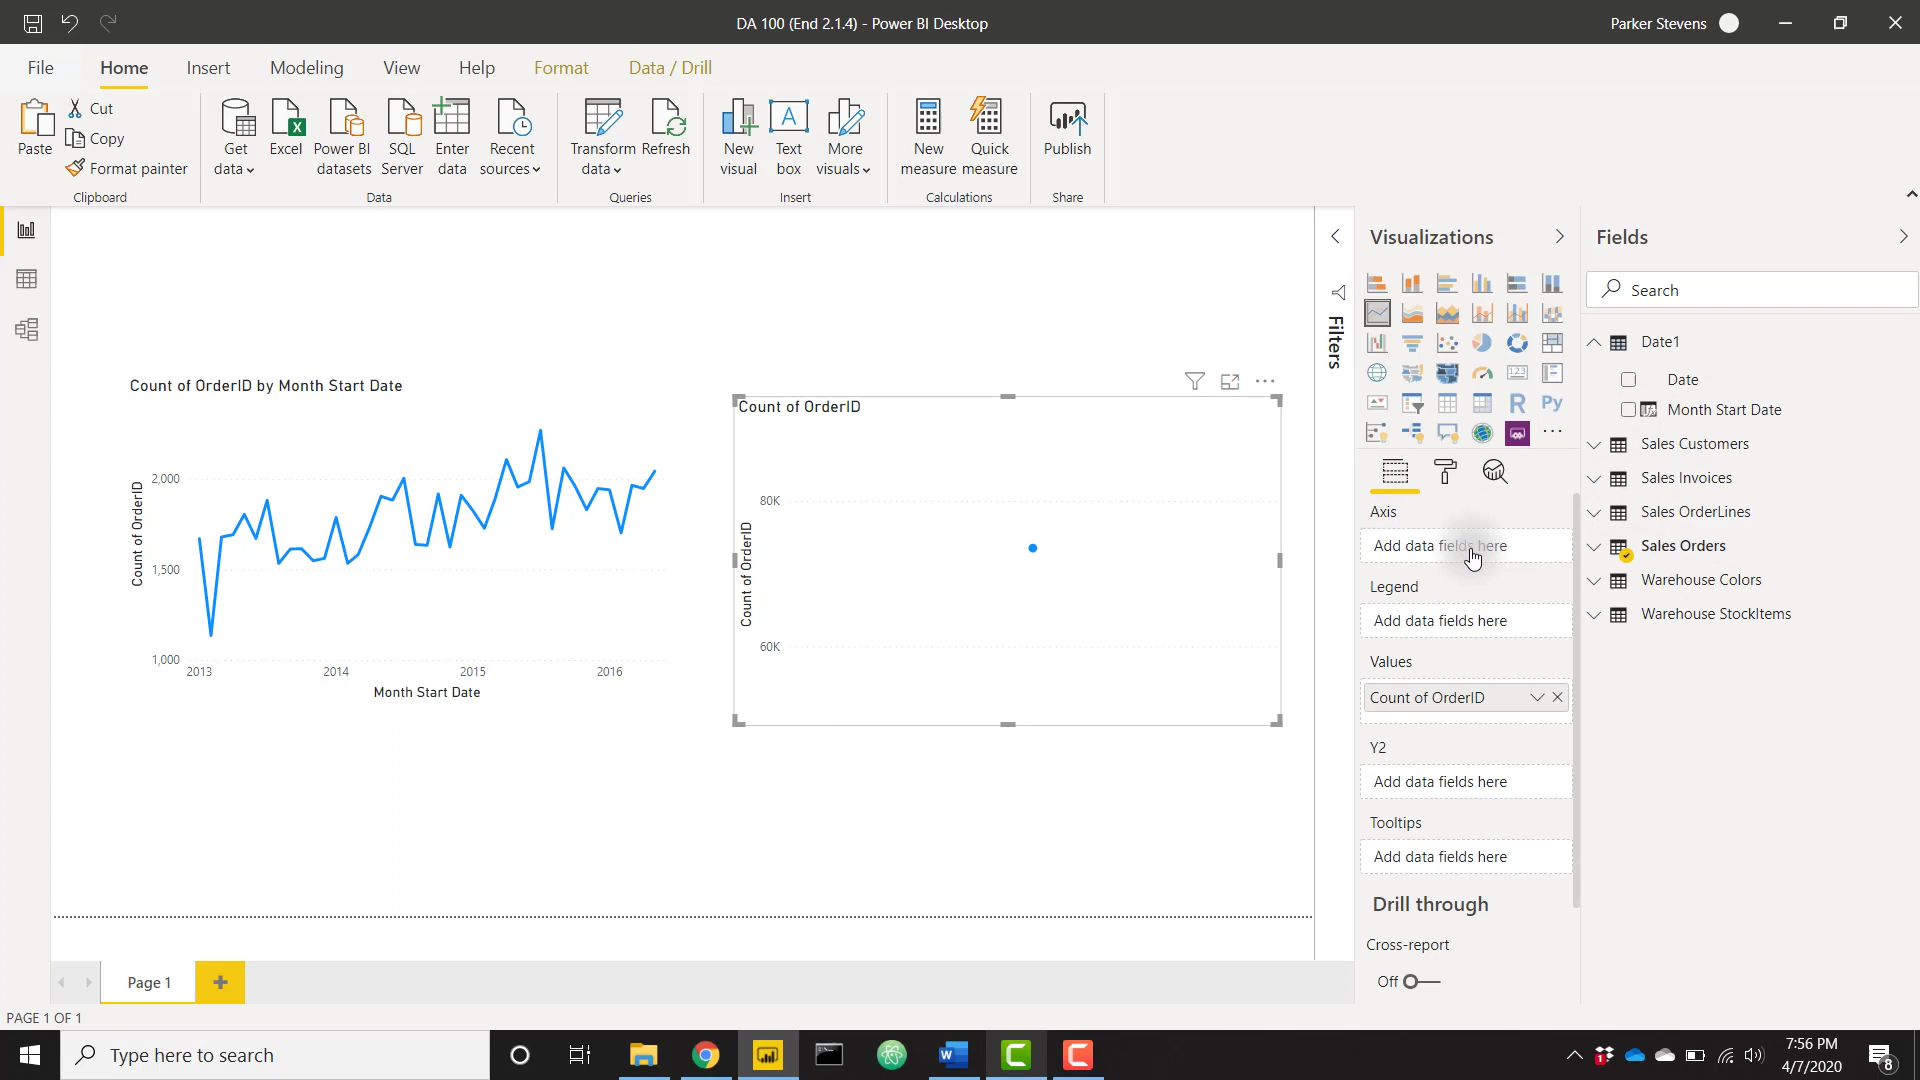 DA 100 (End 2.1.4) - Power BI Desktop
Parker Stevens
File
Home
Insert
Modeling
View
Help
Format
Data / Drill
Paste
Cut
Copy
Format painter
Clipboard
Get data
Excel
Power BI datasets
SQL Server
Enter data
Recent sources
Data
Transform data
Refresh
Queries
New visual
Text box
More visuals
Insert
New measure
Quick measure
Calculations
Publish
Share
Count of OrderID by Month Start Date
Count of OrderID
2,000
1,500
1,000
2013
2014
2015
2016
Month Start Date
Count of OrderID
Count of OrderID
80K
60K
Filters
Visualizations
123
R
Py
Axis
Add data fields here
Legend
Add data fields here
Values
Count of OrderID
Y2
Add data fields here
Tooltips
Add data fields here
Drill through
Cross-report
Off
Fields
Search
Date1
Date
Month Start Date
Sales Customers
Sales Invoices
Sales OrderLines
Sales Orders
Warehouse Colors
Warehouse StockItems
Page 1
PAGE 1 OF 1
Type here to search
7:56 PM
4/7/2020
8